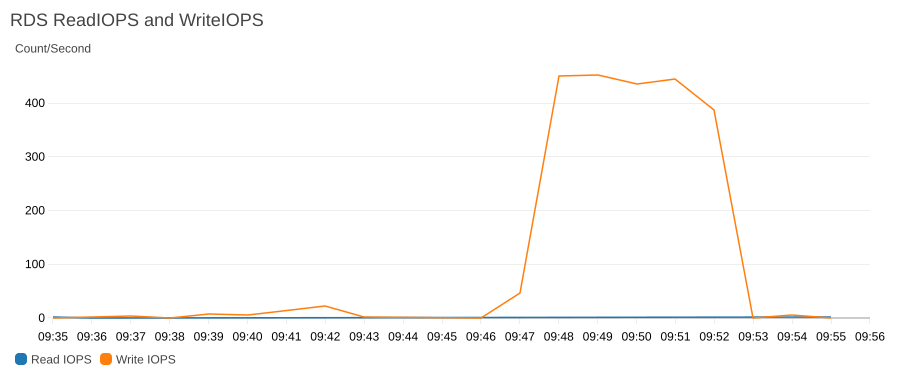 RDS ReadIOPS and WriteIOPS
Count/Second
400
300
200
100
0
09:35 09:36 09:37 09:38 09:39 09:40 09:41 09:42 09:43 09:44 09:45 09:46 09:47 09:48 09:49 09:50 09:51 09:52 09:53 09:54 09:55 09:56
Read IOPS Write IOPS